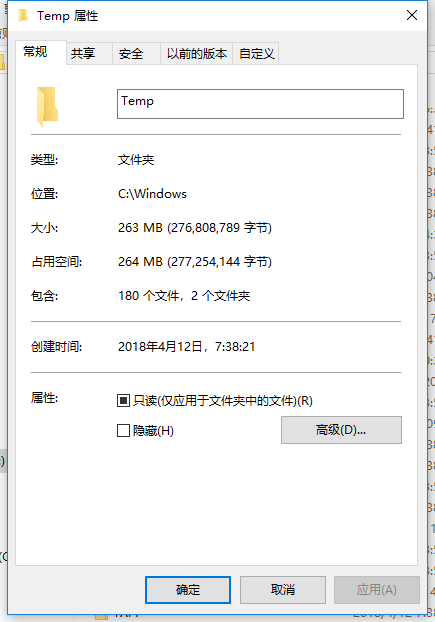 Temp 属性
常规 共享 安全 以前的版本 自定义
Temp
类型: 文件夹
位置: C:\Windows
大小: 263 MB (276,808,789 字节)
占用空间: 264 MB (277,254,144 字节)
包含: 180 个文件，2 个文件夹
创建时间: 2018年4月12日，7:38:21
属性: 只读(仅应用于文件夹中的文件)(R)
隐藏(H) 高级(D)...
确定 取消 应用(A)